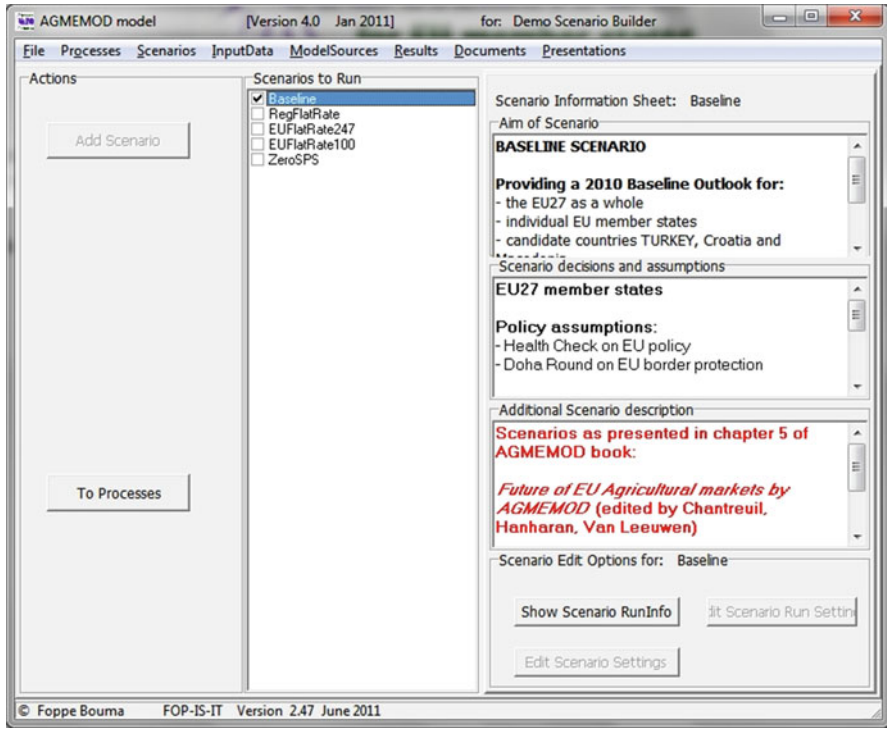 AGMEMOD model [Version 4.0 Jan 2011] for: Demo Scenario Builder
File Processes Scenarios InputData ModelSources Results Documents Presentations
Actions
Add Scenario
To Processes
Scenarios to Run
Baseline
RegFlatRate
EUFlatRate247
EUFlatRate100
ZeroSPS
Scenario Information Sheet: Baseline
Aim of Scenario
BASELINE SCENARIO
Providing a 2010 Baseline Outlook for:
- the EU27 as a whole
- individual EU member states
- candidate countries TURKEY, Croatia and
Scenario decisions and assumptions
EU27 member states
Policy assumptions:
- Health Check on EU policy
- Doha Round on EU border protection
Additional Scenario description
Scenarios as presented in chapter 5 of
AGMEMOD book:
Future of EU Agricultural markets by
AGMEMOD (edited by Chantreuil,
Hanharan, Van Leeuwen)
Scenario Edit Options for: Baseline
Show Scenario RunInfo
dit Scenario Run Settin
Edit Scenario Settings
© Foppe Bouma FOP-IS-IT Version 2.47 June 2011